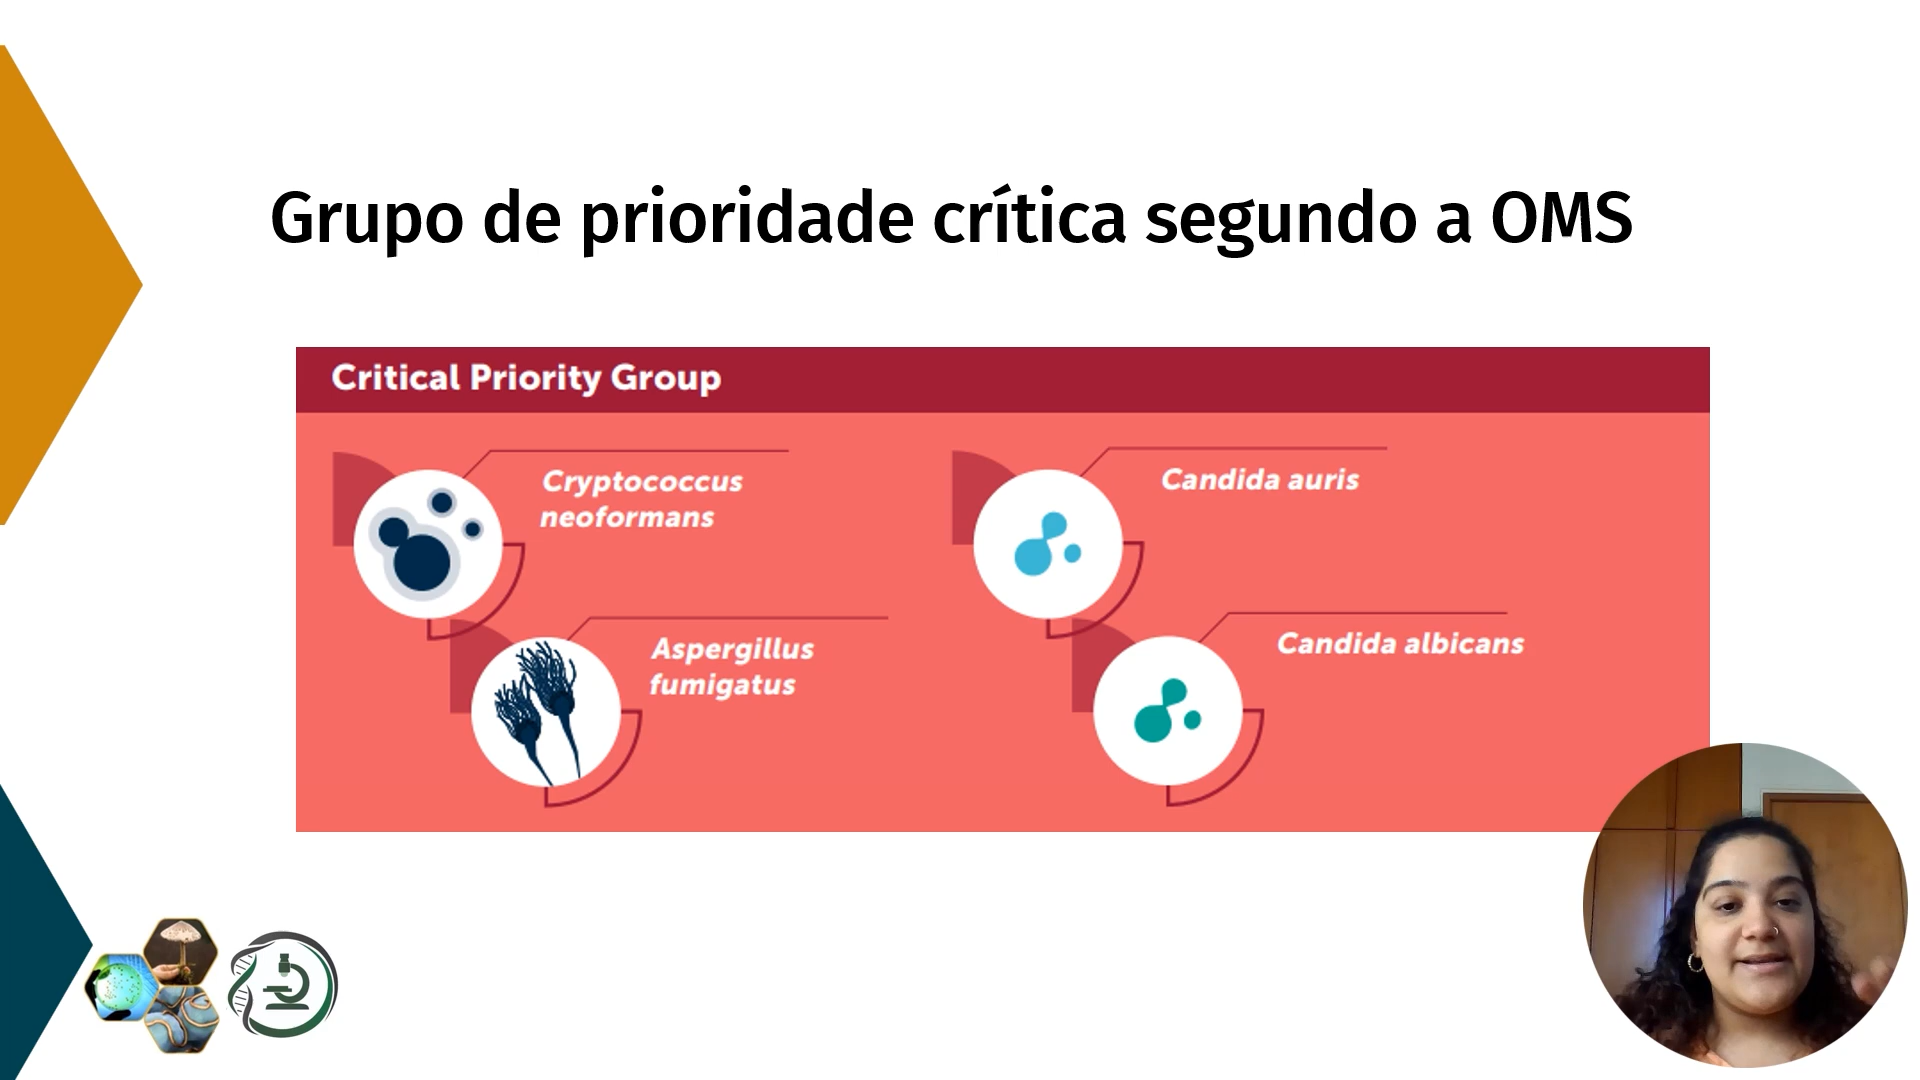 Grupo de prioridade crítica segundo a OMS
Critical Priority Group
Cryptococcus
neoformans
Aspergillus
fumigatus
Candida auris
Candida albicans